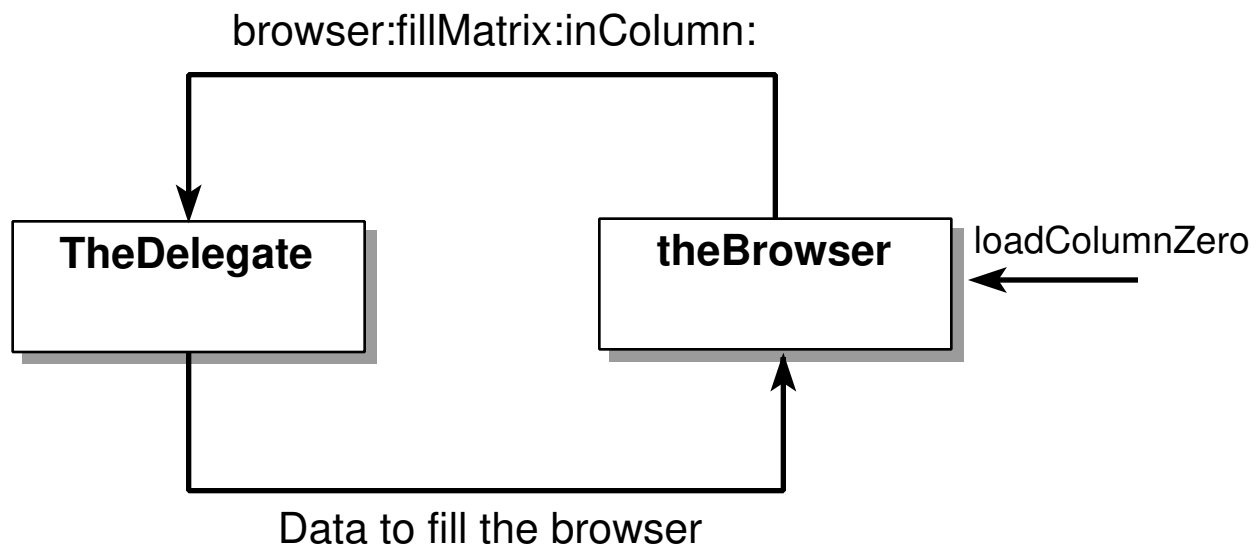 browser:fillMatrix:inColumn:
TheDelegate
theBrowser
loadColumnZero
Data to fill the browser